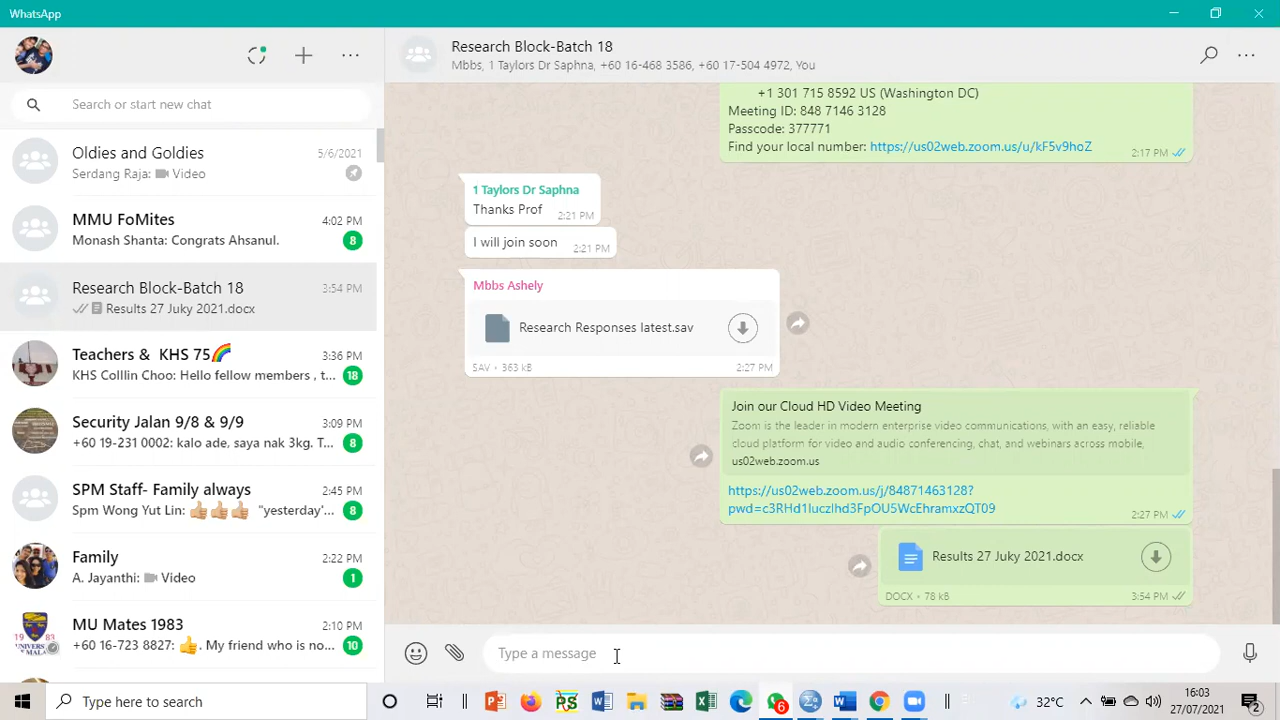 WhatsApp
Search or start new chat
Oldies and Goldies
5/6/2021
Serdang Raja: Video
MMU FoMites
4:02 PM
Monash Shanta: Congrats Ahsanul.
8
Research Block-Batch 18
3:54 PM
Results 27 Juky 2021.docx
Teachers & KHS 75🌈
3:36 PM
KHS Colllin Choo: Hello fellow members , t...
18
Security Jalan 9/8 & 9/9
3:09 PM
+60 19-231 0002: kalo ade, saya nak 3kg. T...
8
SPM Staff- Family always
2:45 PM
Spm Wong Yut Lin: 👍👍👍 "yesterday'...
8
Family
2:22 PM
A. Jayanthi: Video
1
MU Mates 1983
2:10 PM
+60 16-723 8827: 👍. My friend who is no...
10
Research Block-Batch 18
Mbbs, 1 Taylors Dr Saphna, +60 16-468 3586, +60 17-504 4972, You
+1 301 715 8592 US (Washington DC)
Meeting ID: 848 7146 3128
Passcode: 377771
Find your local number: https://us02web.zoom.us/u/kF5v9hoZ
2:17 PM
1 Taylors Dr Saphna
Thanks Prof
2:21 PM
I will join soon
2:21 PM
Mbbs Ashely
Research Responses latest.sav
SAV • 363 kB
2:27 PM
Join our Cloud HD Video Meeting
Zoom is the leader in modern enterprise video communications, with an easy, reliable
cloud platform for video and audio conferencing, chat, and webinars across mobile,
us02web.zoom.us
https://us02web.zoom.us/j/84871463128?
pwd=c3RHd1luczlhd3FpOU5WcEhramxzQT09
2:27 PM
Results 27 Juky 2021.docx
DOCX • 78 kB
3:54 PM
Type a message
Type here to search
6
32°C
16:03
27/07/2021
2